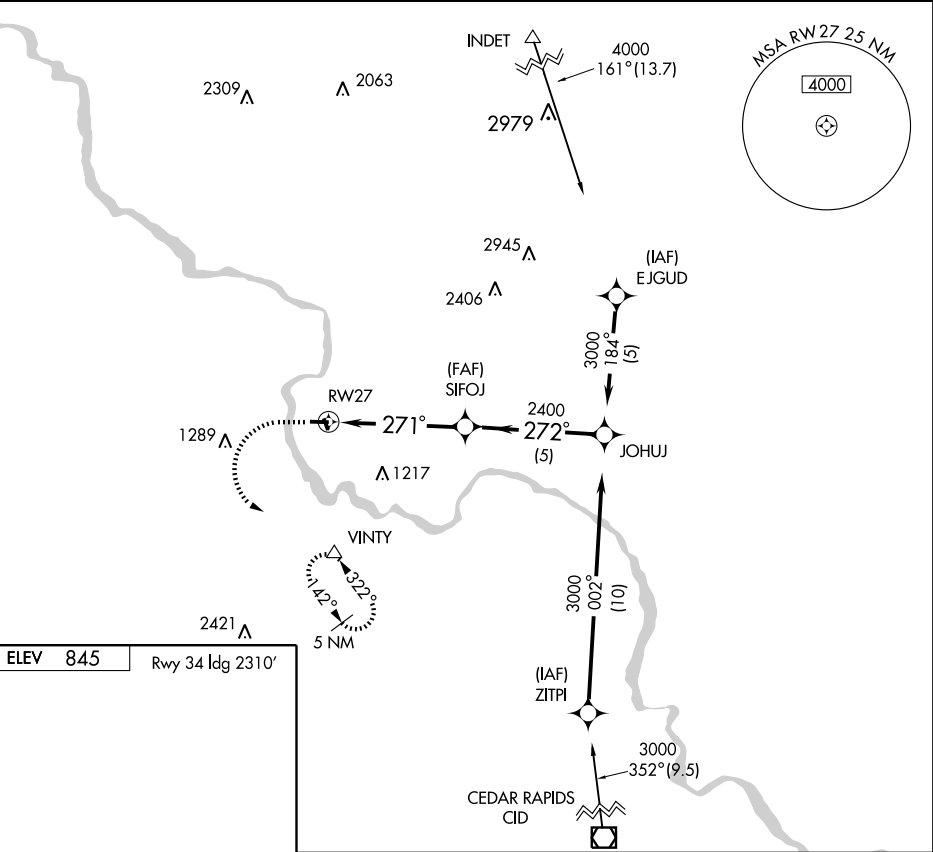 INDET
4000
161°(13.7)
MSA RW27 25 NM
4000
2309
2063
2979
2945
2406
(IAF)
EJGUD
3000
184°
(5)
(FAF)
SIFOJ
RW27
271°
2400
272°
(5)
JOHUJ
1289
1217
VINTY
142°
322°
5 NM
3000
002°
(10)
2421
ELEV 845
Rwy 34 ldg 2310'
(IAF)
ZITPI
3000
352°(9.5)
CEDAR RAPIDS
CID